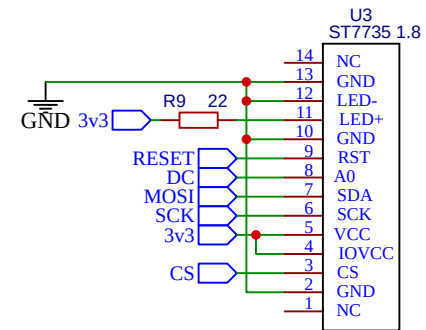 U3
ST7735 1.8
14 NC
13 GND
12 LED-
GND 3v3 R9 22 11 LED+
10 GND
RESET 9 RST
DC 8 A0
MOSI 7 SDA
SCK 6 SCK
3v3 5 VCC
4 IOVCC
CS 3 CS
2 GND
1 NC